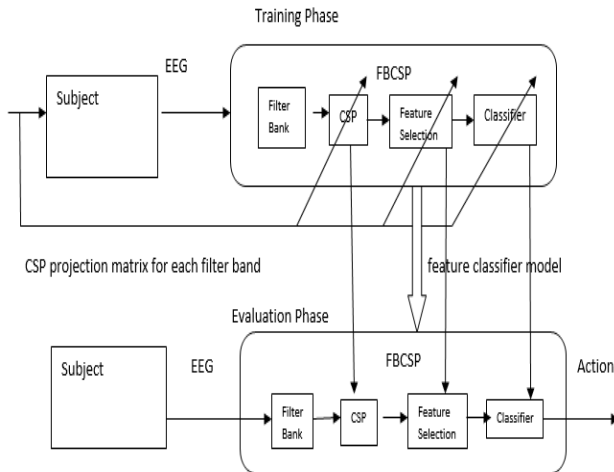 Training Phase
EEG
FBCSP
Subject
Filter
Bank
CSP
Feature
Selection
Classifier
CSP projection matrix for each filter band
feature classifier model
Evaluation Phase
Subject
EEG
FBCSP
Action
Filter
Bank
CSP
Feature
Selection
Classifier